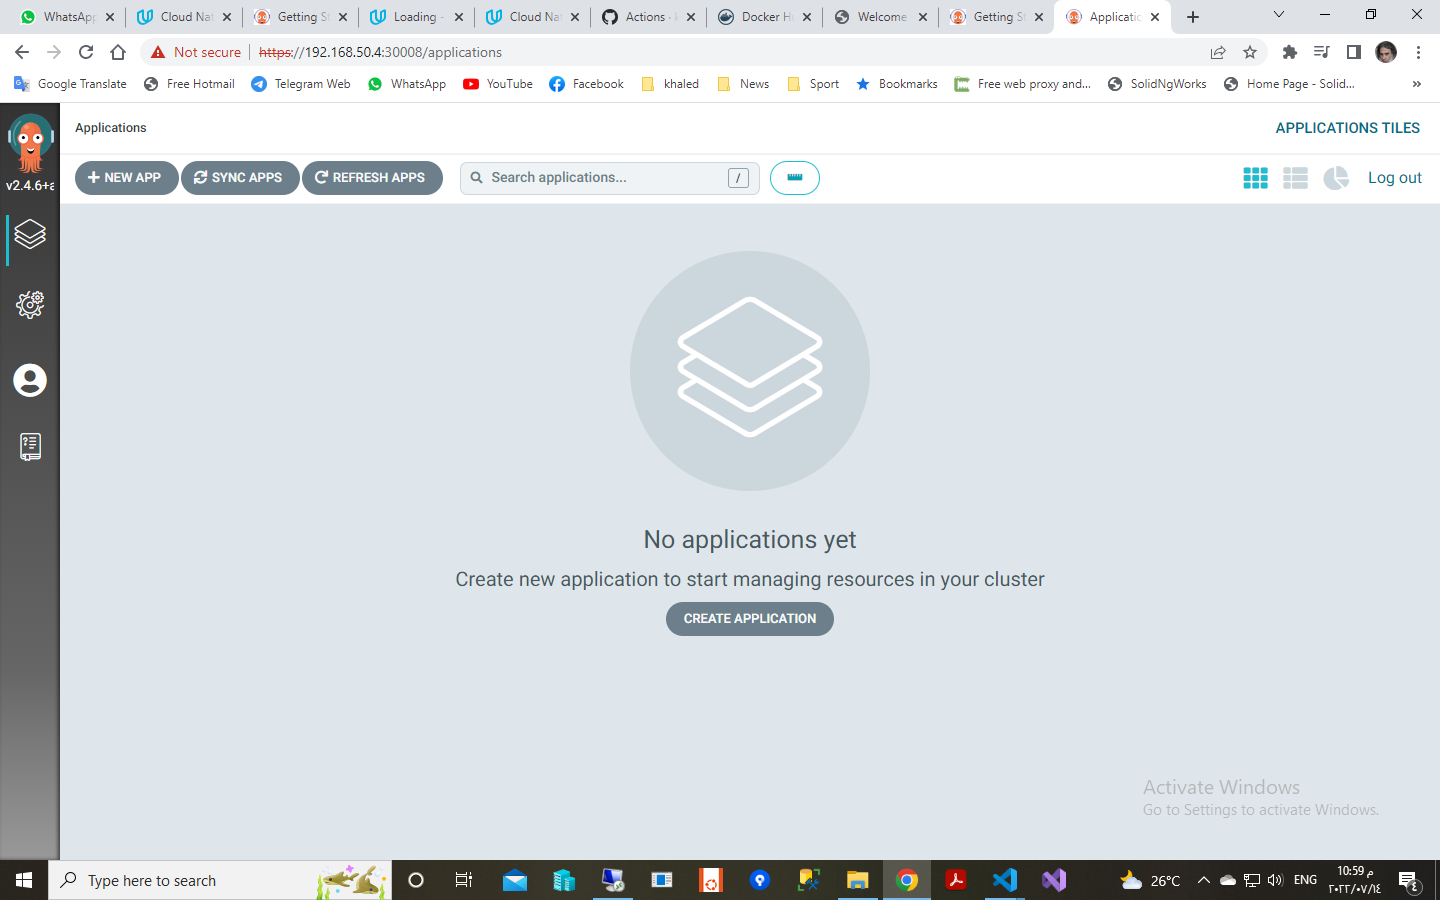 WhatsApp
Cloud Nat
Getting St
Loading -
Cloud Nat
Actions · k
Docker H
Welcome
Getting St
Applicatio
Not secure
https://192.168.50.4:30008/applications
Google Translate
Free Hotmail
Telegram Web
WhatsApp
YouTube
Facebook
khaled
News
Sport
Bookmarks
Free web proxy and...
SolidNgWorks
Home Page - Solid...
»
v2.4.6+a
Applications
APPLICATIONS TILES
NEW APP
SYNC APPS
REFRESH APPS
Search applications...
/
Log out
No applications yet
Create new application to start managing resources in your cluster
CREATE APPLICATION
Activate Windows
Go to Settings to activate Windows.
Type here to search
26°C
ENG
10:59 م
٢٠٢٢/٠٧/١٤
٤